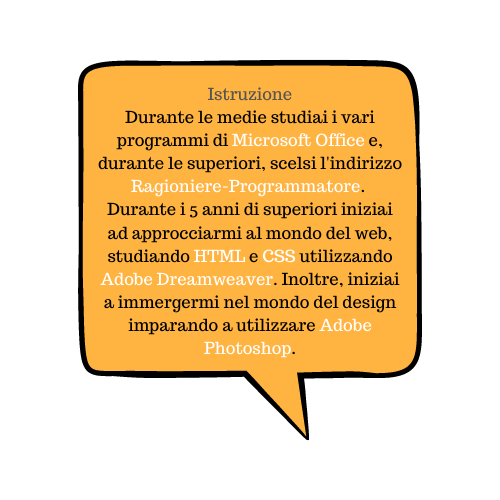 Istruzione
Durante le medie studiai i vari
programmi di Microsoft Office e,
durante le superiori, scelsi l'indirizzo
Ragioniere-Programmatore.
Durante i 5 anni di superiori iniziai
ad approcciarmi al mondo del web,
studiando HTML e CSS utilizzando
Adobe Dreamweaver. Inoltre, iniziai
a immergermi nel mondo del design
imparando a utilizzare Adobe
Photoshop.